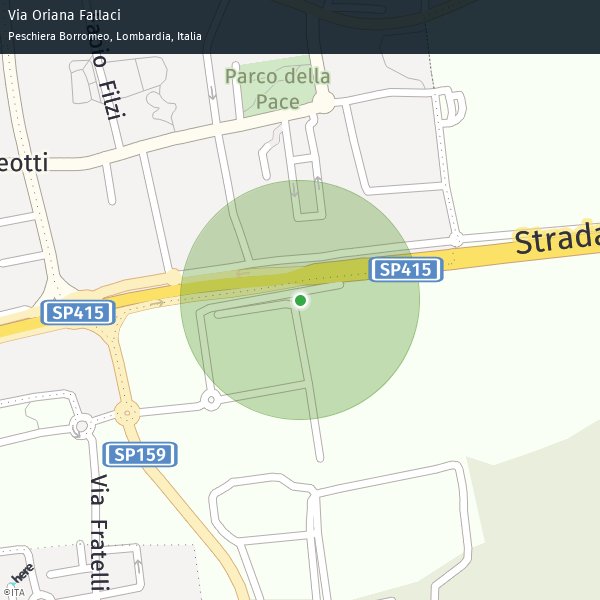 Via Oriana Fallaci
Peschiera Borromeo, Lombardia, Italia
Filzi
Parco della
Pace
eotti
Strada
SP415
SP415
SP159
Via Fratelli
here
©ITA